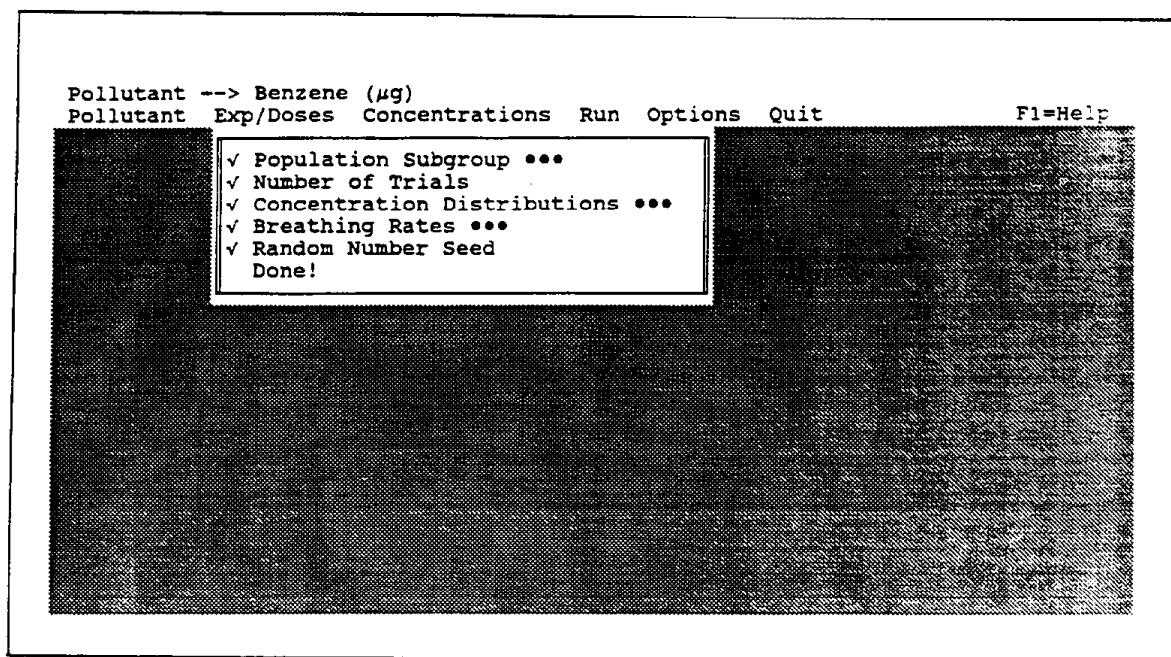 Pollutant --> Benzene (µg)
Pollutant Exp/Doses Concentrations Run Options Quit F1=Help
√ Population Subgroup •••
√ Number of Trials
√ Concentration Distributions •••
√ Breathing Rates •••
√ Random Number Seed
Done!